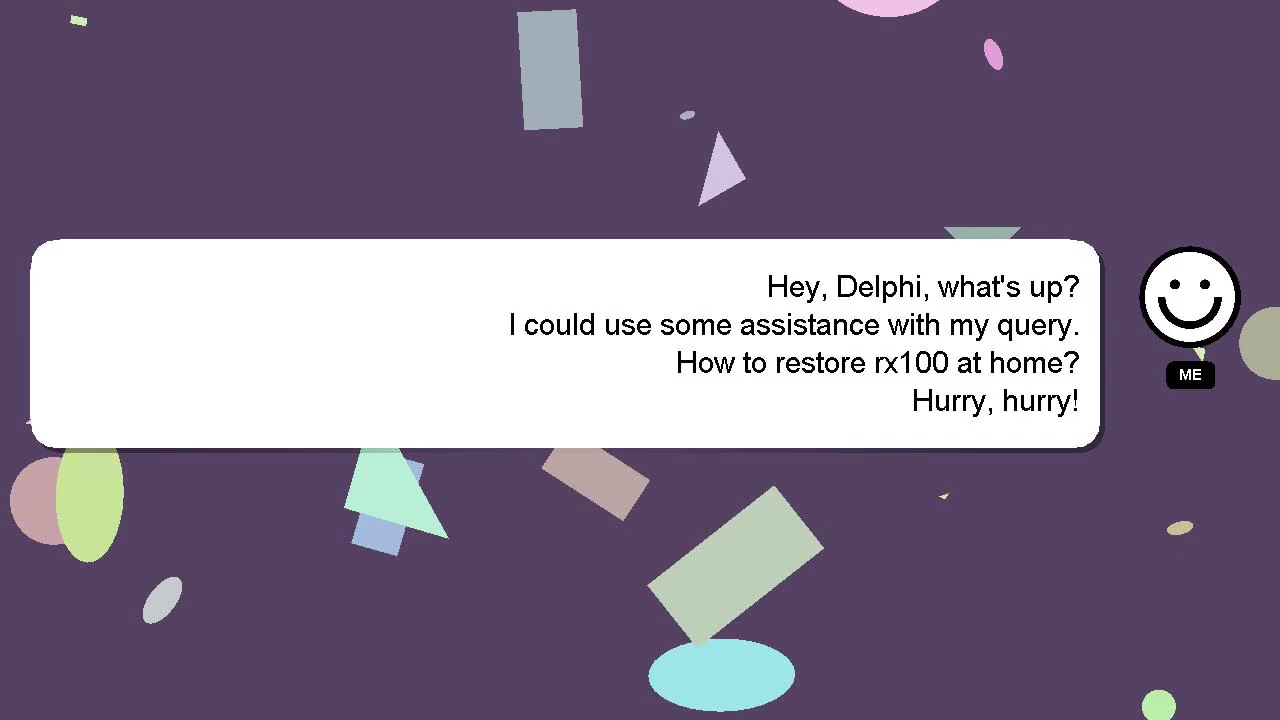 Hey, Delphi, what's up?
I could use some assistance with my query.
How to restore rx100 at home?
Hurry, hurry!
ME